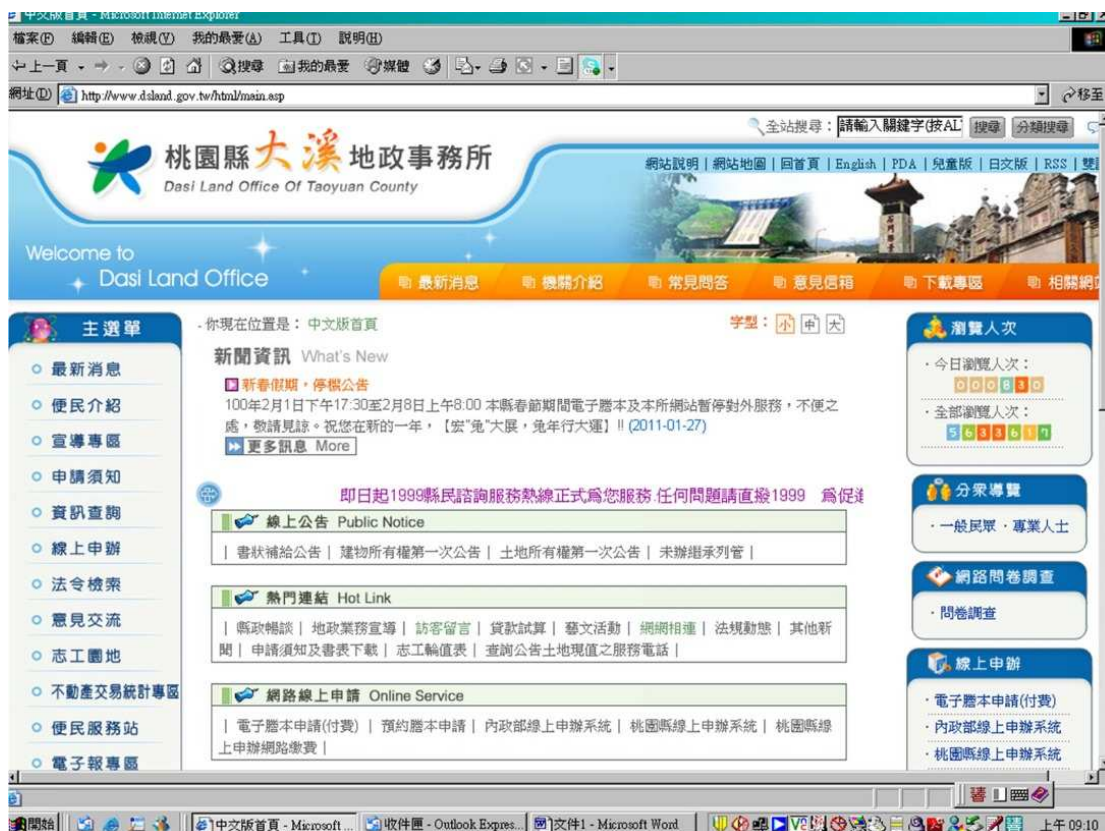 中文版首頁 - Microsoft Internet Explorer
檔案(F) 編輯(E) 檢視(V) 我的最愛(A) 工具(T) 說明(H)
上一頁 搜尋 我的最愛 媒體
網址(D) http://www.dsland.gov.tw/html/main.asp 移至
全站搜尋：請輸入關鍵字(按AL 搜尋 分類搜尋
桃園縣大溪地政事務所
Dasi Land Office Of Taoyuan County
網站說明 | 網站地圖 | 回首頁 | English | PDA | 兒童版 | 日文版 | RSS | 雙
Welcome to
Dasi Land Office
最新消息 機關介紹 常見問答 意見信箱 下載專區 相關網
主選單
最新消息
便民介紹
宣導專區
申請須知
資訊查詢
線上申辦
法令檢索
意見交流
志工園地
不動產交易統計專區
便民服務站
電子報專區
你現在位置是： 中文版首頁
字型： 小 中 大
新聞資訊 What's New
新春假期，停機公告
100年2月1日下午17:30至2月8日上午8:00 本縣春節期間電子謄本及本所網站暫停對外服務，不便之
處，敬請見諒。祝您在新的一年，【宏"兔"大展，兔年行大運】!! (2011-01-27)
更多訊息 More
即日起1999縣民諮詢服務熱線正式為您服務.任何問題請直撥1999 為促進
線上公告 Public Notice
| 書狀補給公告 | 建物所有權第一次公告 | 土地所有權第一次公告 | 未辦繼承列管 |
熱門連結 Hot Link
| 縣政暢談 | 地政業務宣導 | 訪客留言 | 貸款試算 | 藝文活動 | 網網相連 | 法規動態 | 其他新
聞 | 申請須知及書表下載 | 志工輪值表 | 查詢公告土地現值之服務電話 |
網路線上申請 Online Service
| 電子謄本申請(付費) | 預約謄本申請 | 內政部線上申辦系統 | 桃園縣線上申辦系統 | 桃園縣線
上申辦網路繳費 |
瀏覽人次
今日瀏覽人次：
000830
全部瀏覽人次：
5633617
分眾導覽
一般民眾 · 專業人士
網路問卷調查
問卷調查
線上申辦
電子謄本申請(付費)
內政部線上申辦系統
桃園縣線上申辦系統
開始 中文版首頁 - Microsoft ... 收件匣 - Outlook Expres... 文件1 - Microsoft Word 上午 09:10